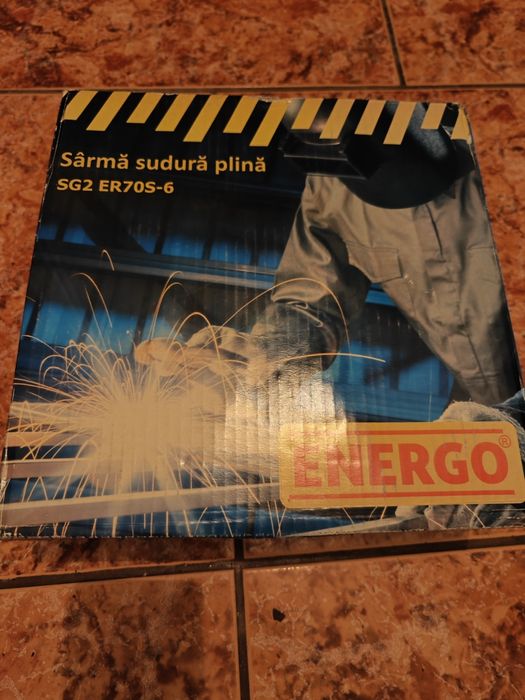 Sârmă sudură plină
SG2 ER70S-6
ENERGO®